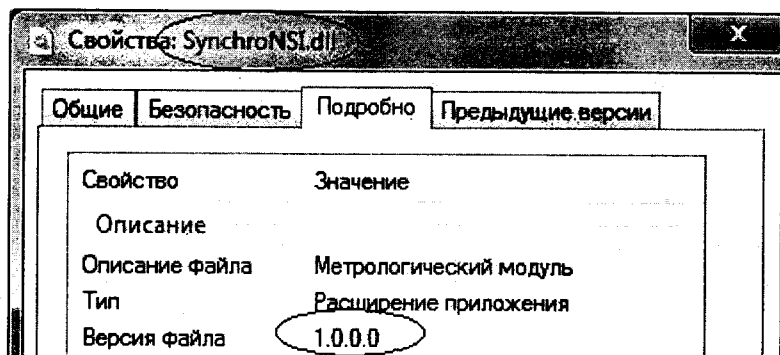 Свойства: SynchroNSI.dll
X
Общие Безопасность Подробно Предыдущие версии
Свойство Значение
Описание
Описание файла Метрологический модуль
Тип Расширение приложения
Версия файла 1.0.0.0